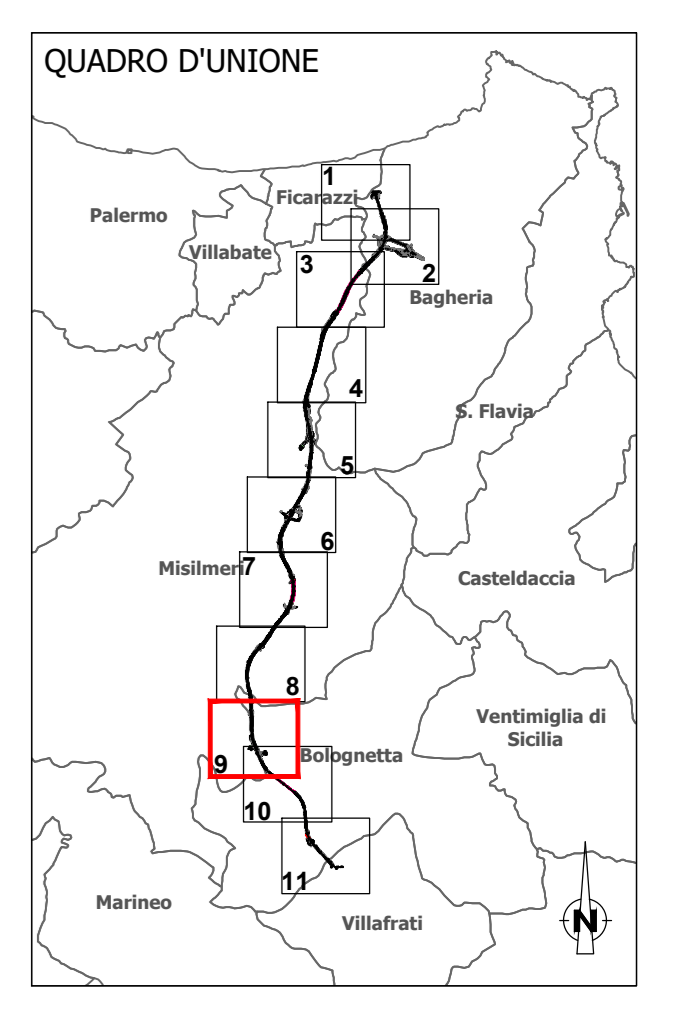 QUADRO D'UNIONE
1
Ficarazzi
Palermo
Villabate
3
2
Bagheria
4
S. Flavia
5
6
Misilmeri
7
Casteldaccia
8
Ventimiglia di
Sicilia
Bolognetta
9
10
11
Marineo
Villafrati
N